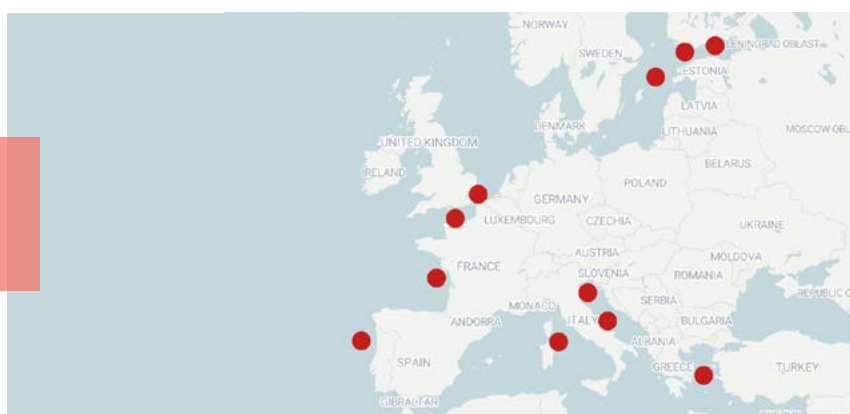 NORWAY
SWEDEN
LENINGRAD OBLAST
ESTONIA
LATVIA
DENMARK
LITHUANIA
MOSCOW OBL
UNITED KINGDOM
BELARUS
IRELAND
POLAND
GERMANY
LUXEMBOURG
CZECHIA
UKRAINE
AUSTRIA
MOLDOVA
FRANCE
SLOVENIA
ROMANIA
REPUBLIC O
SERBIA
MONACO
ANDORRA
ITALY
BULGARIA
ALBANIA
SPAIN
GREECE
TURKEY
GIBRALTAR